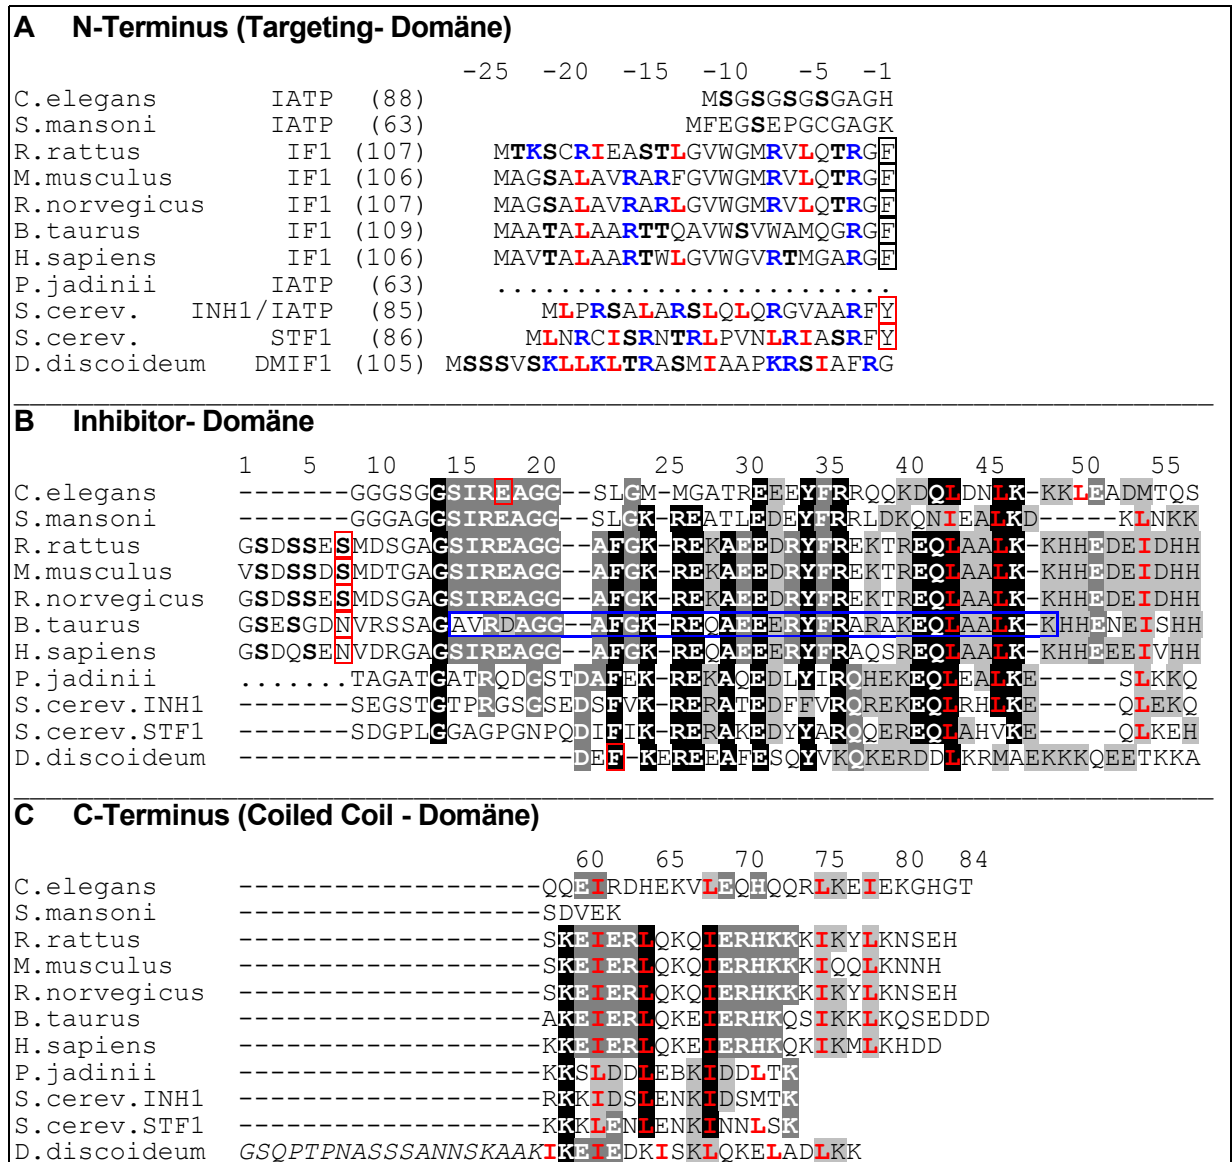 A N-Terminus (Targeting- Domäne)
-25 -20 -15 -10 -5 -1
C.elegans IATP (88) MSGSGSGSGAGH
S.mansoni IATP (63) MFEGSEPGCGAGK
R.rattus IF1 (107) MTKSCRIEASTLGVWGMRVLQTRGF
M.musculus IF1 (106) MAGSALAVRARFGVWGMRVLQTRGF
R.norvegicus IF1 (107) MAGSALAVRARLGVWGMRVLQTRGF
B.taurus IF1 (109) MAATALAARTTQAVWSVWAMQGRGF
H.sapiens IF1 (106) MAVTALAARTWLGVWGVRTMGARGF
P.jadinii IATP (63) .........................
S.cerev. INH1/IATP (85) MLPRSALARSLQLQRGVAARFY
S.cerev. STF1 (86) MLNRCISRNTRLPVNLRIASRFY
D.discoideum DMIF1 (105) MSSSVSKLLKLTRASMIAAPKRSIAFRG
B Inhibitor- Domäne
1 5 10 15 20 25 30 35 40 45 50 55
C.elegans -------GGGSGGSIREAGG--SLGM-MGATREEEYFRRQQKDQLDNLK-KKLEADMTQS
S.mansoni -------GGGAGGSIREAGG--SLGK-REATLEDEYFRRLDKQNIEALKD-----KLNKK
R.rattus GSDSSESMDSGAGSIREAGG--AFGK-REKAEEDRYFREKTREQLAALK-KHHEDEIDHH
M.musculus VSDSSDSMDTGAGSIREAGG--AFGK-REKAEEDRYFREKTREQLAALK-KHHEDEIDHH
R.norvegicus GSDSSESMDSGAGSIREAGG--AFGK-REKAEEDRYFREKTREQLAALK-KHHEDEIDHH
B.taurus GSESGDNVRSSAGAVRDAGG--AFGK-REQAEEERYFRARAKEQLAALK-KHHENEISHH
H.sapiens GSDQSENVDRGAGSIREAGG--AFGK-REQAEEERYFRAQSREQLAALK-KHHEEEIVHH
P.jadinii .......TAGATGATRQDGSTDAFEK-REKAQEDLYIRQHEKEQLEALKE-----SLKKQ
S.cerev.INH1 -------SEGSTGTPRGSGSEDSFVK-RERATEDFFVRQREKEQLRHLKE-----QLEKQ
S.cerev.STF1 -------SDGPLGGAGPGNPQDIFIK-RERAKEDYYARQQEREQLAHVKE-----QLKEH
D.discoideum ---------------------DEF-KEREEAFESQYVKQKERDDLKRMAEKKKQEETKKA
C C-Terminus (Coiled Coil - Domäne)
60 65 70 75 80 84
C.elegans -------------------QQEIRDHEKVLEQHQQRLKEIEKGHGT
S.mansoni -------------------SDVEK
R.rattus -------------------SKEIERLQKQIERHKKKIKYLKNSEH
M.musculus -------------------SKEIERLQKQIERHKKKIQQLKNNH
R.norvegicus -------------------SKEIERLQKQIERHKKKIKYLKNSEH
B.taurus -------------------AKEIERLQKEIERHKQSIKKLKQSEDDD
H.sapiens -------------------KKEIERLQKEIERHKQKIKMLKHDD
P.jadinii -------------------KKSLDDLEBKIDDLTK
S.cerev.INH1 -------------------RKKIDSLENKIDSMTK
S.cerev.STF1 -------------------KKKLENLENKINNLSK
D.discoideum GSQPTPNASSSANNSKAAKIKEIEDKISKLQKELADLKK